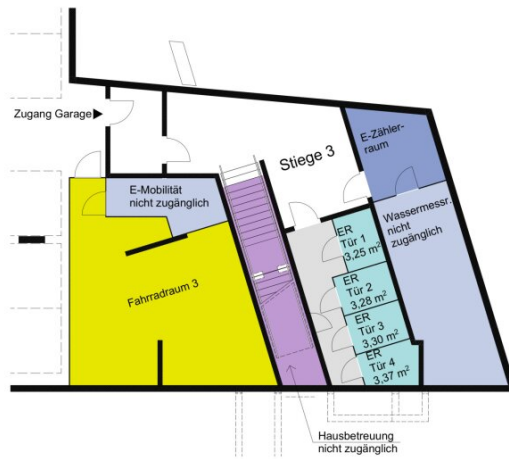 Zugang Garage
E-Mobilität
nicht zugänglich
Stiege 3
E-Zähler-
raum
Wassermessr.
nicht
zugänglich
Fahrradraum 3
ER
Tür 1
3,25 m²
ER
Tür 2
3,28 m²
ER
Tür 3
3,30 m²
ER
Tür 4
3,37 m²
Hausbetreuung
nicht zugänglich